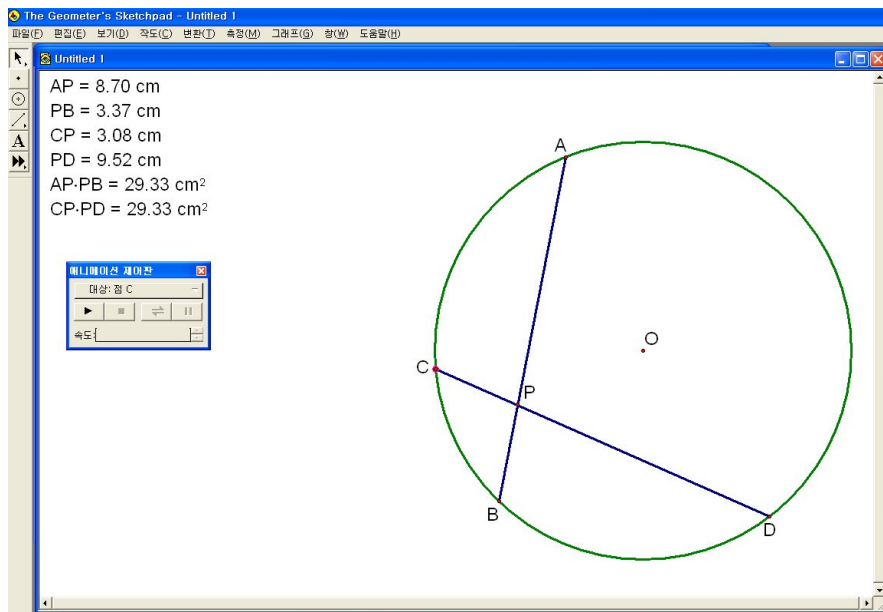 The Geometer's Sketchpad - Untitled 1
파일(F) 편집(E) 보기(D) 작도(C) 변환(T) 측정(M) 그래프(G) 창(W) 도움말(H)
Untitled 1
A
AP = 8.70 cm
PB = 3.37 cm
CP = 3.08 cm
PD = 9.52 cm
AP·PB = 29.33 cm²
CP·PD = 29.33 cm²
애니메이션 제어판
대상: 점 C
속도:
A
O
C
P
B
D